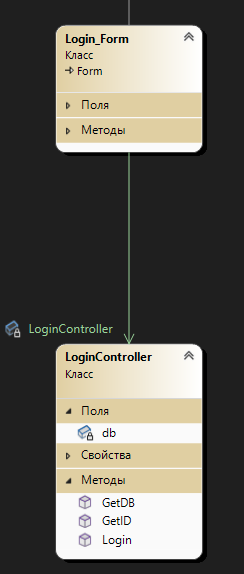 Login_Form
Класс
Form
Поля
Методы
LoginController
LoginController
Класс
Поля
db
Свойства
Методы
GetDB
GetID
Login